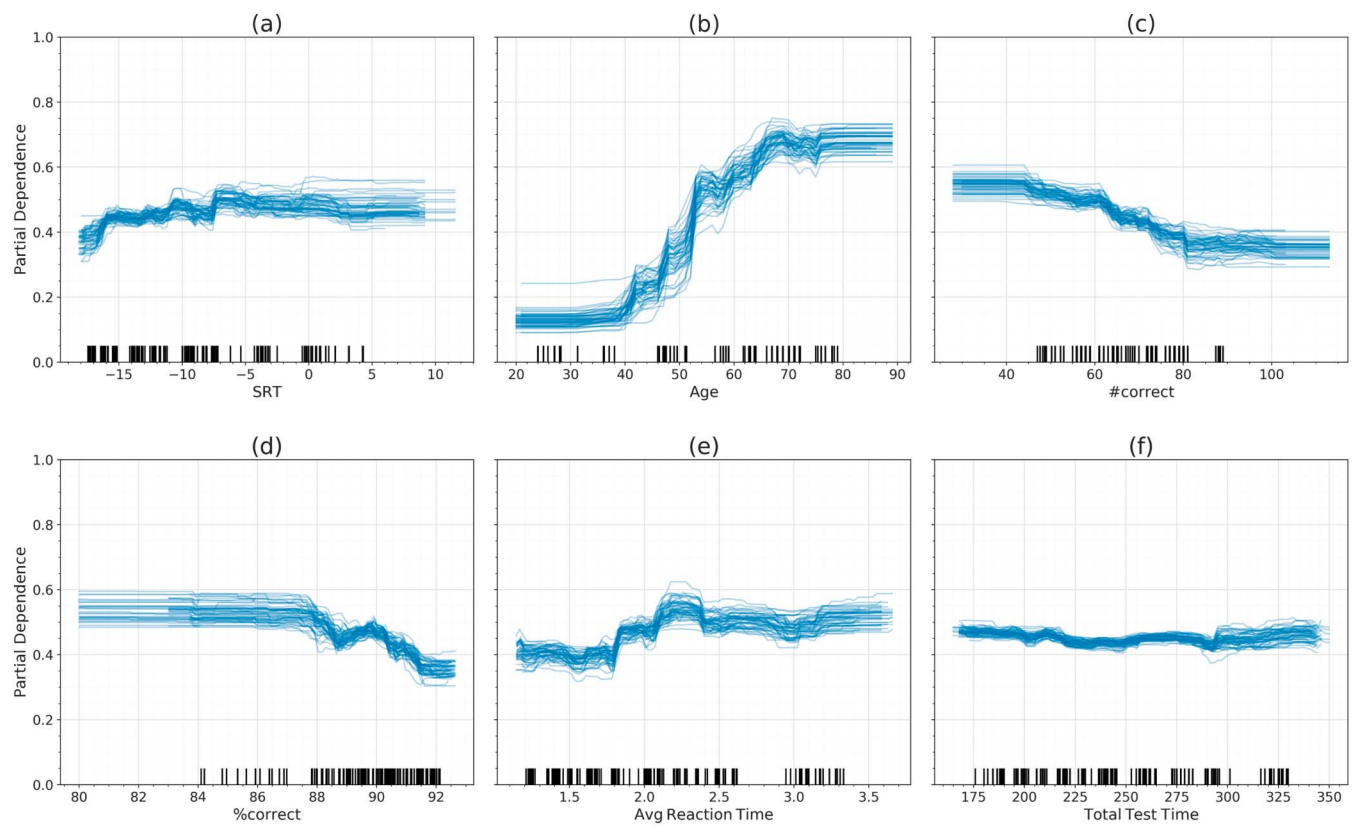 (a) (b) (c)
1.0
0.8
0.6
0.4
0.2
0.0
Partial Dependence
−15 −10 −5 0 5 10
SRT
20 30 40 50 60 70 80 90
Age
40 60 80 100
#correct
(d) (e) (f)
1.0
0.8
0.6
0.4
0.2
0.0
Partial Dependence
80 82 84 86 88 90 92
%correct
1.5 2.0 2.5 3.0 3.5
Avg Reaction Time
175 200 225 250 275 300 325 350
Total Test Time